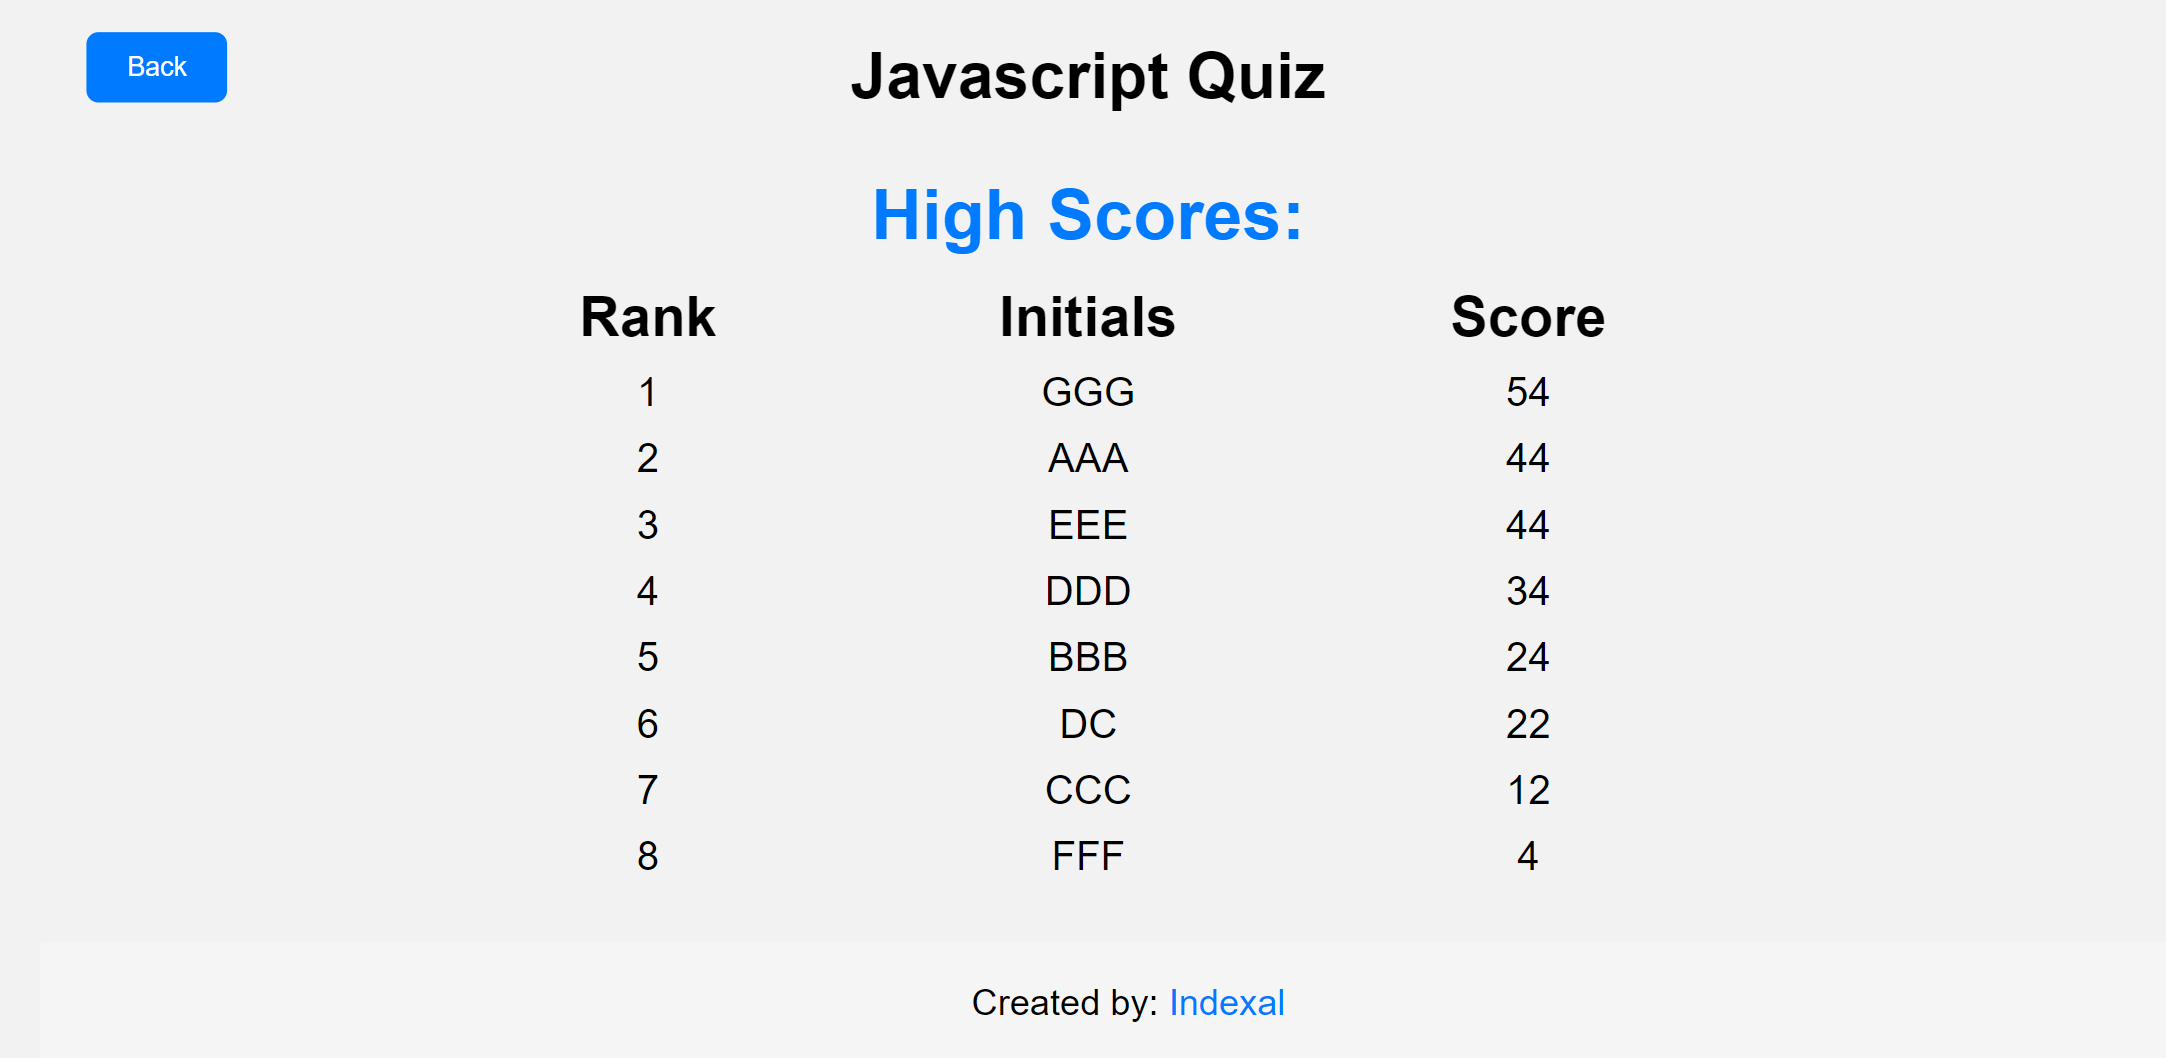 Back
Javascript Quiz
High Scores:
Rank Initials Score
1 GGG 54
2 AAA 44
3 EEE 44
4 DDD 34
5 BBB 24
6 DC 22
7 CCC 12
8 FFF 4
Created by: Indexal